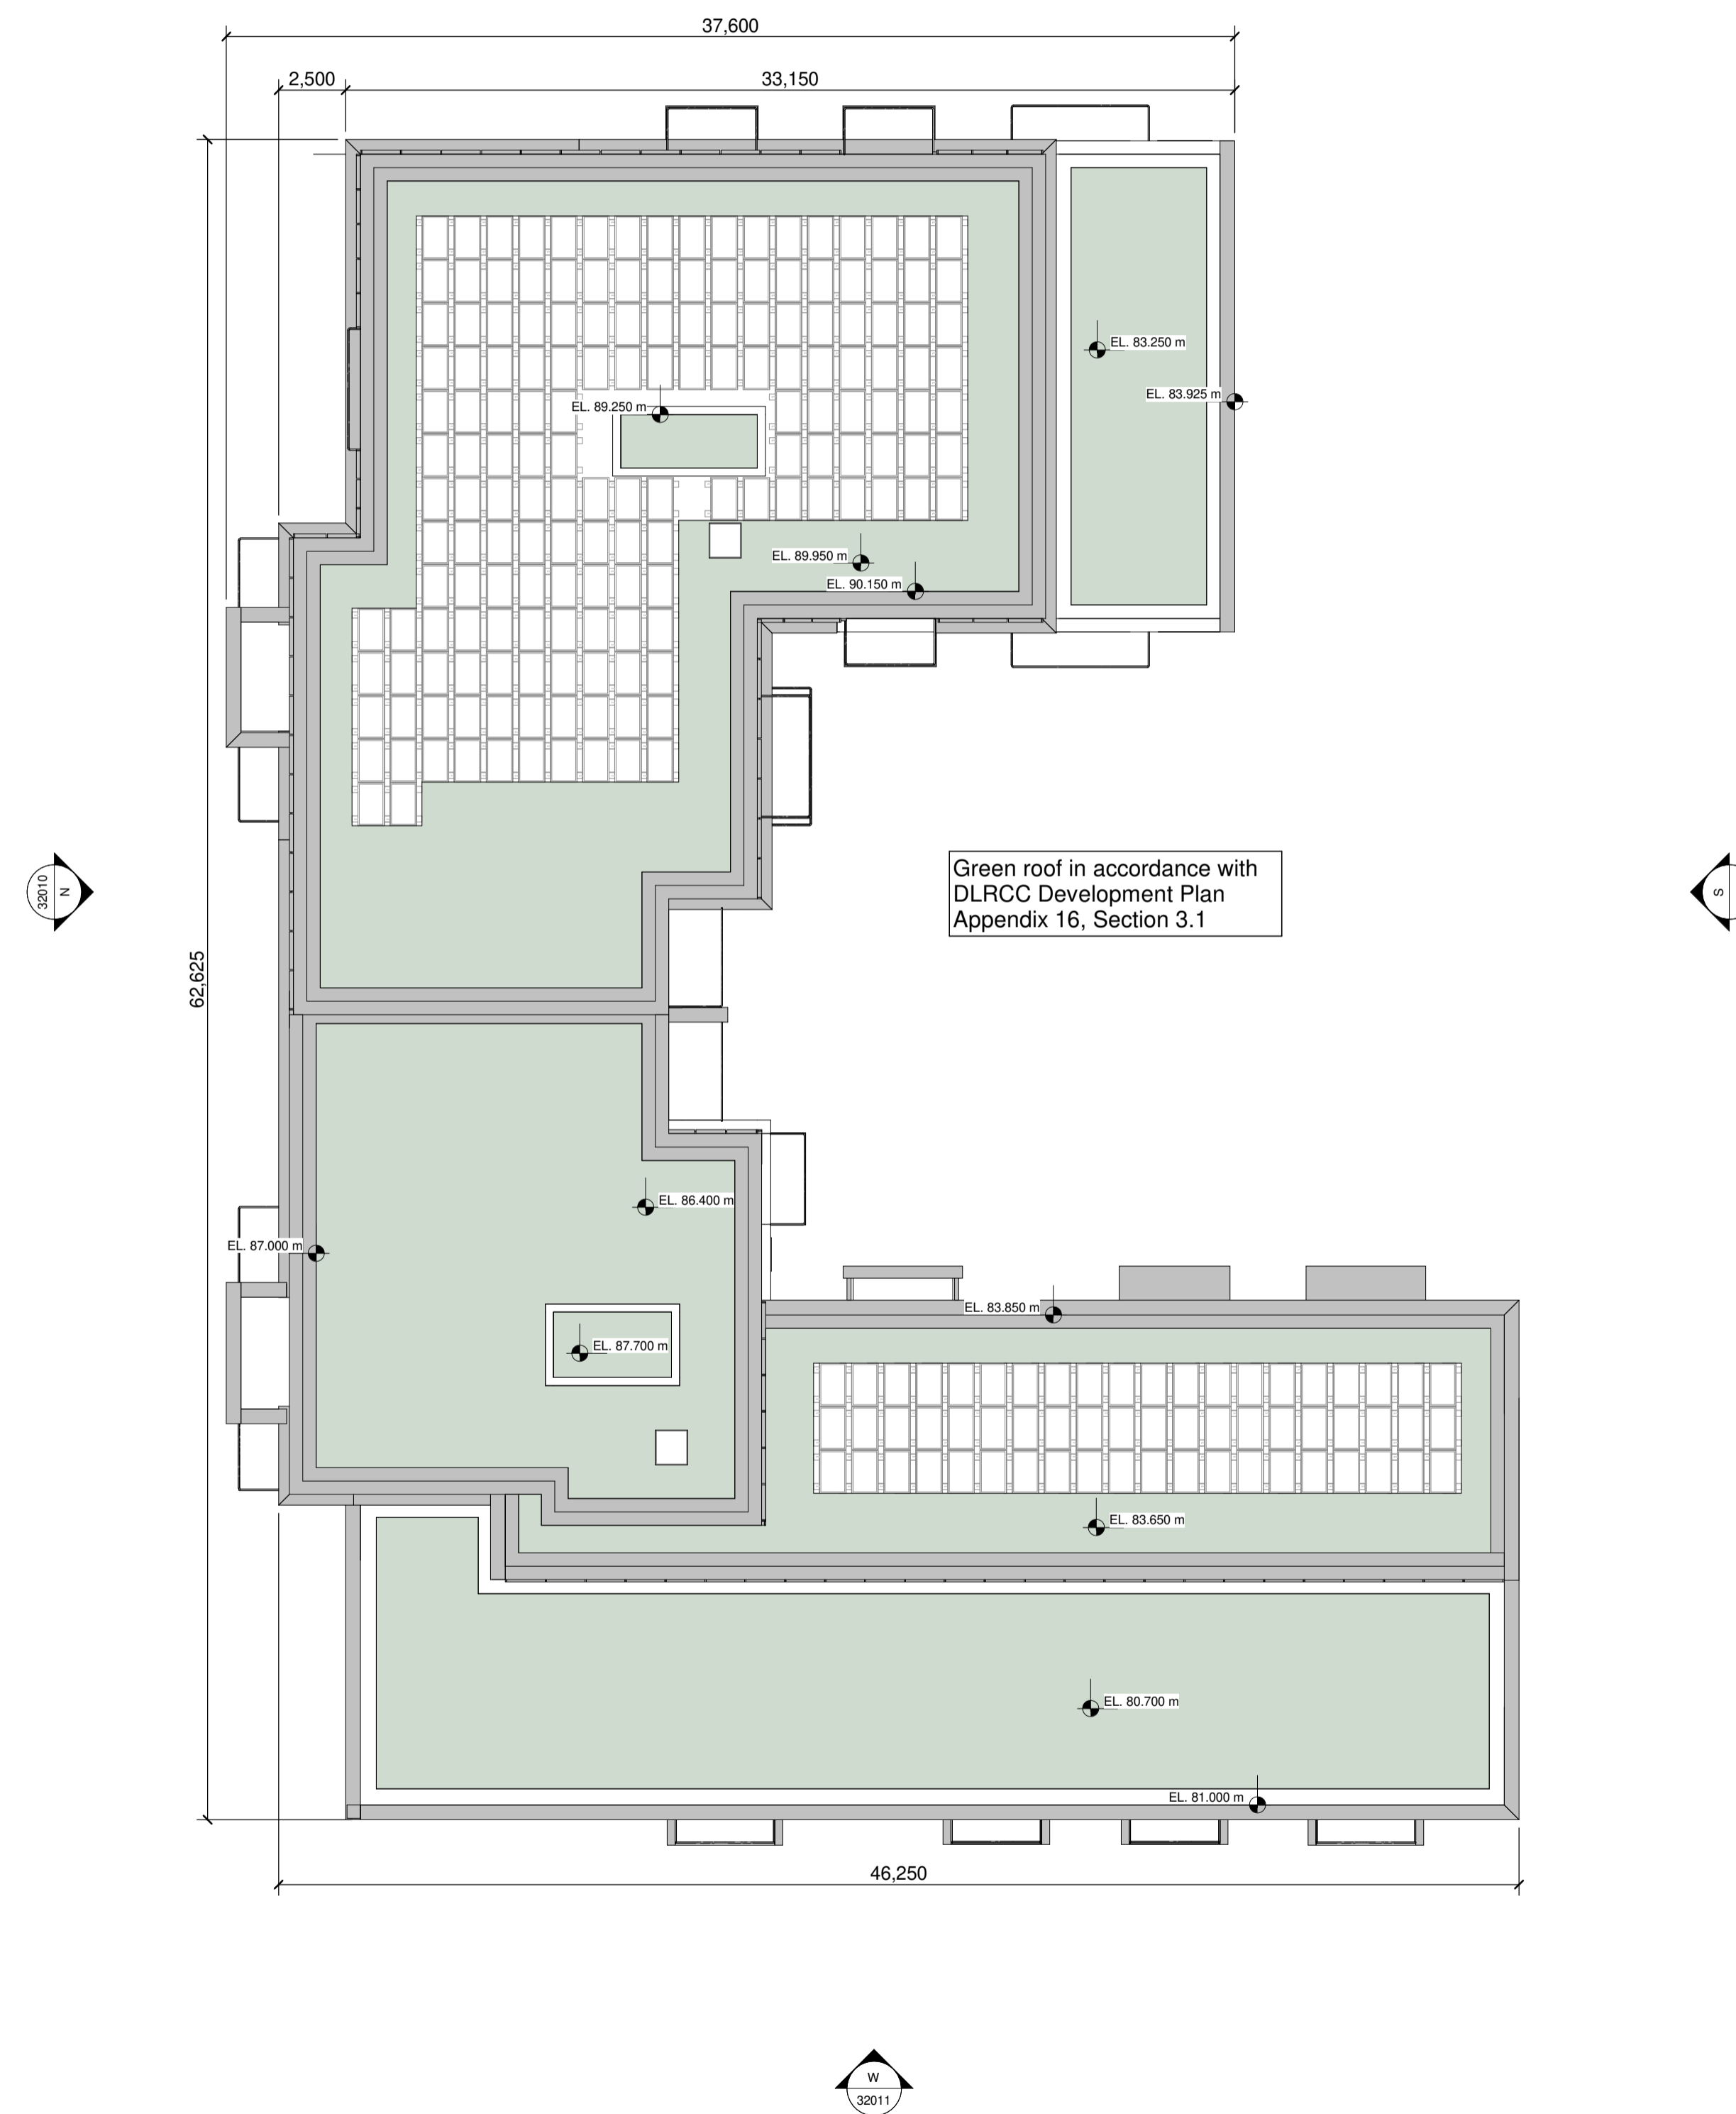 37,600
2,500
33,150
EL. 83.250 m
EL. 83.925 m
EL. 89.250 m
EL. 89.950 m
EL. 90.150 m
Green roof in accordance with
DLRCC Development Plan
Appendix 16, Section 3.1
32010
N
S
62,625
EL. 86.400 m
EL. 87.000 m
EL. 83.850 m
EL. 87.700 m
EL. 83.650 m
EL. 80.700 m
EL. 81.000 m
46,250
W
32011